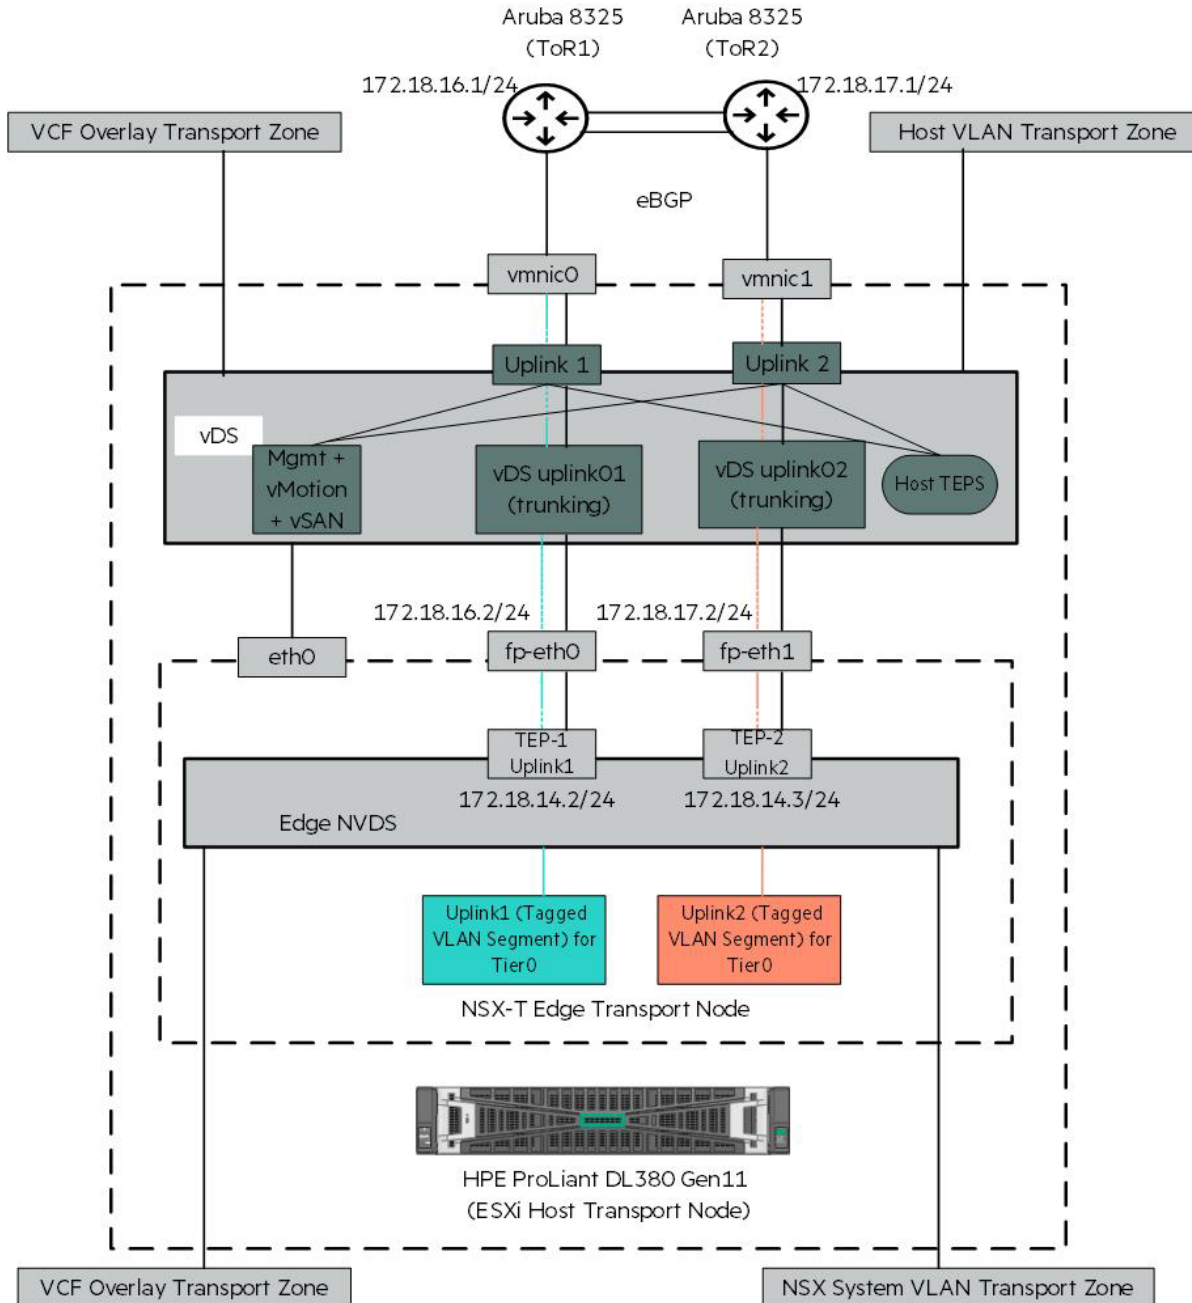 Aruba 8325
(ToR1)
Aruba 8325
(ToR2)
172.18.16.1/24
172.18.17.1/24
VCF Overlay Transport Zone
Host VLAN Transport Zone
eBGP
vmnic0
vmnic1
Uplink 1
Uplink 2
vDS
Mgmt +
vMotion
+ vSAN
vDS uplink01
(trunking)
vDS uplink02
(trunking)
Host TEPS
172.18.16.2/24
172.18.17.2/24
eth0
fp-eth0
fp-eth1
TEP-1
Uplink1
TEP-2
Uplink2
172.18.14.2/24
172.18.14.3/24
Edge NVDS
Uplink1 (Tagged
VLAN Segment) for
Tier0
Uplink2 (Tagged
VLAN Segment) for
Tier0
NSX-T Edge Transport Node
HPE ProLiant DL380 Gen11
(ESXi Host Transport Node)
VCF Overlay Transport Zone
NSX System VLAN Transport Zone